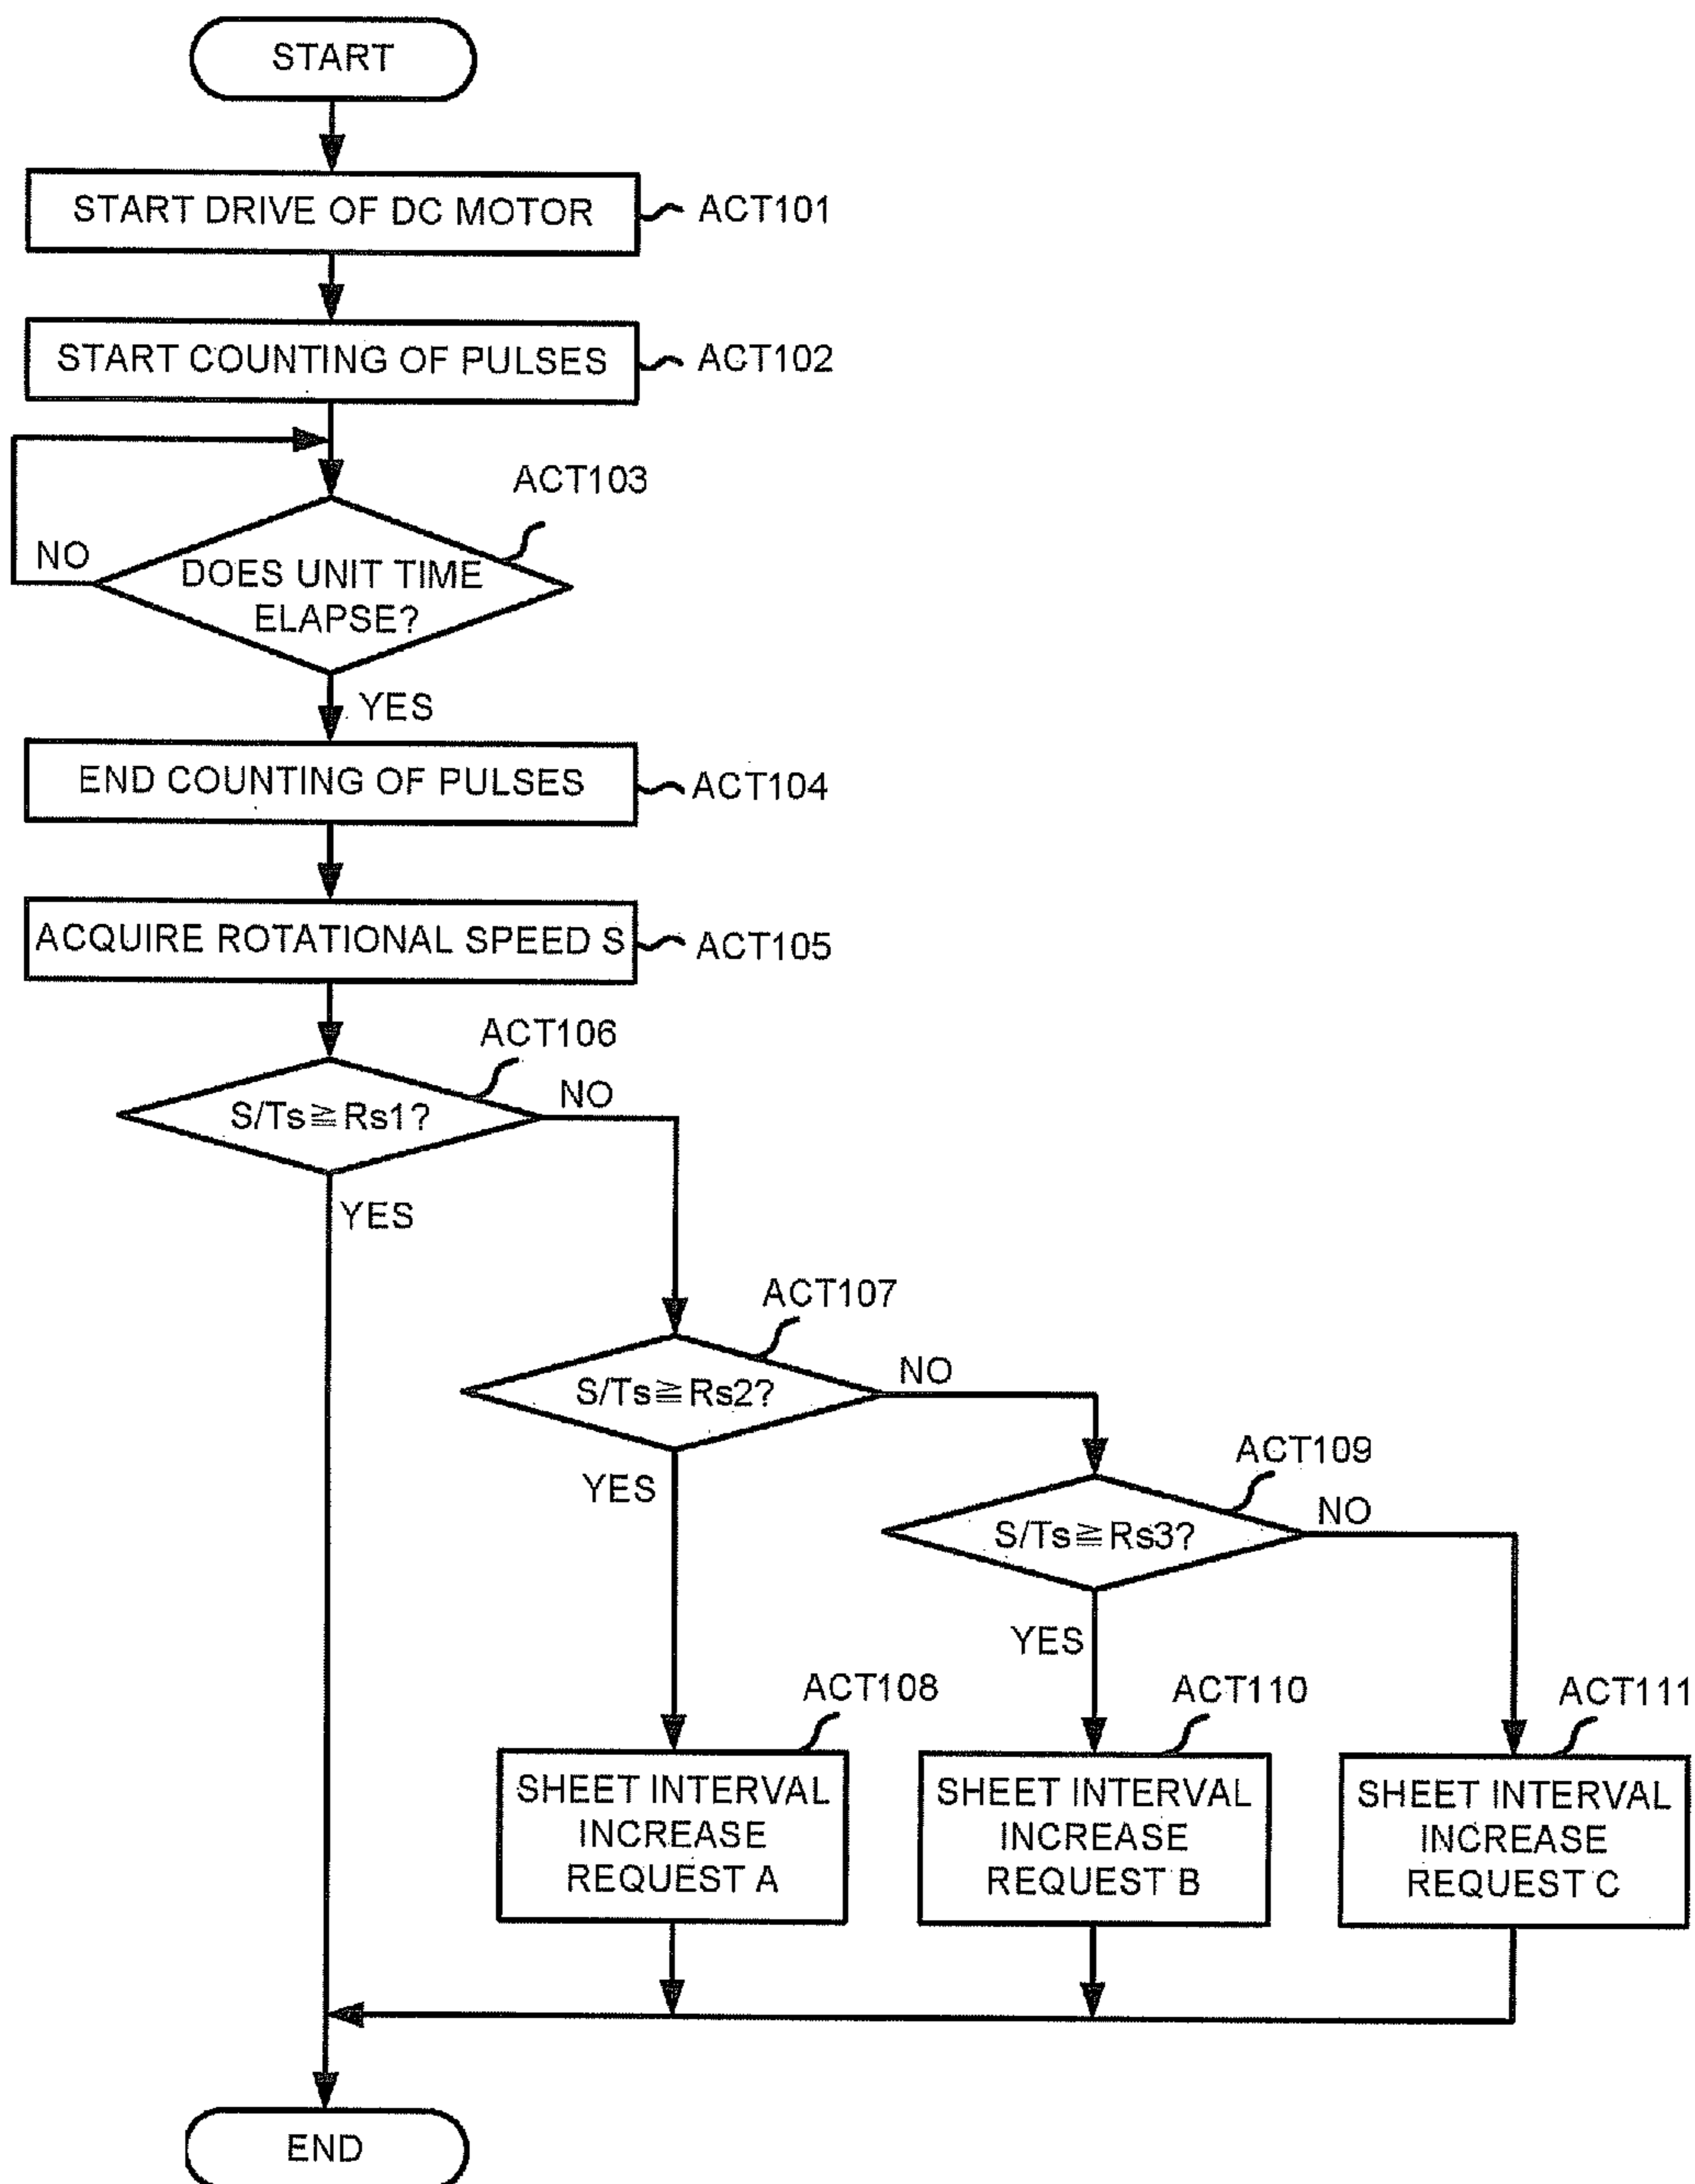 START
START DRIVE OF DC MOTOR
ACT101
START COUNTING OF PULSES
ACT102
ACT103
NO
DOES UNIT TIME
ELAPSE?
YES
END COUNTING OF PULSES
ACT104
ACQUIRE ROTATIONAL SPEED S
ACT105
ACT106
S/Ts≧Rs1?
NO
YES
ACT107
S/Ts≧Rs2?
NO
YES
ACT109
S/Ts≧Rs3?
NO
YES
ACT108
SHEET INTERVAL
INCREASE
REQUEST A
ACT110
SHEET INTERVAL
INCREASE
REQUEST B
ACT111
SHEET INTERVAL
INCREASE
REQUEST C
END